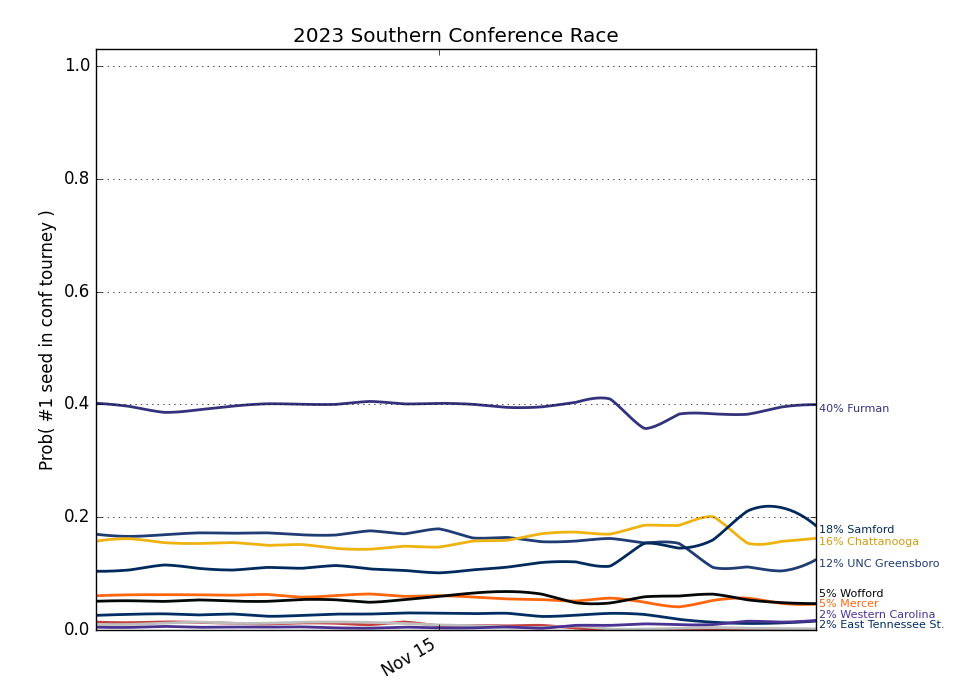 2023 Southern Conference Race
Prob( #1 seed in conf tourney )
1.0
0.8
0.6
0.4
0.2
0.0
Nov 15
40% Furman
18% Samford
16% Chattanooga
12% UNC Greensboro
5% Wofford
5% Mercer
2% Western Carolina
2% East Tennessee St.